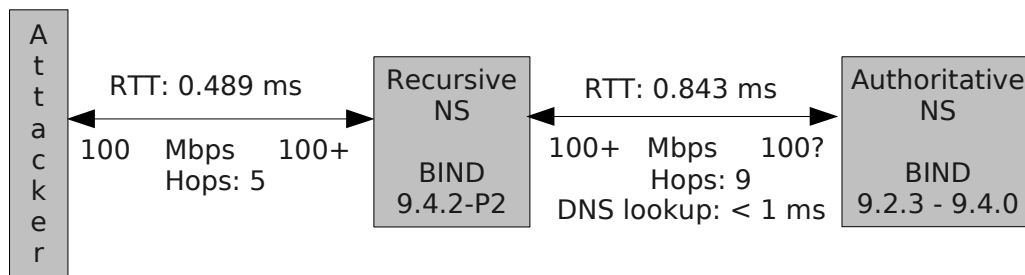 Attacker
RTT: 0.489 ms
100 Mbps 100+
Hops: 5
Recursive
NS
BIND
9.4.2-P2
RTT: 0.843 ms
100+ Mbps 100?
Hops: 9
DNS lookup: < 1 ms
Authoritative
NS
BIND
9.2.3 - 9.4.0